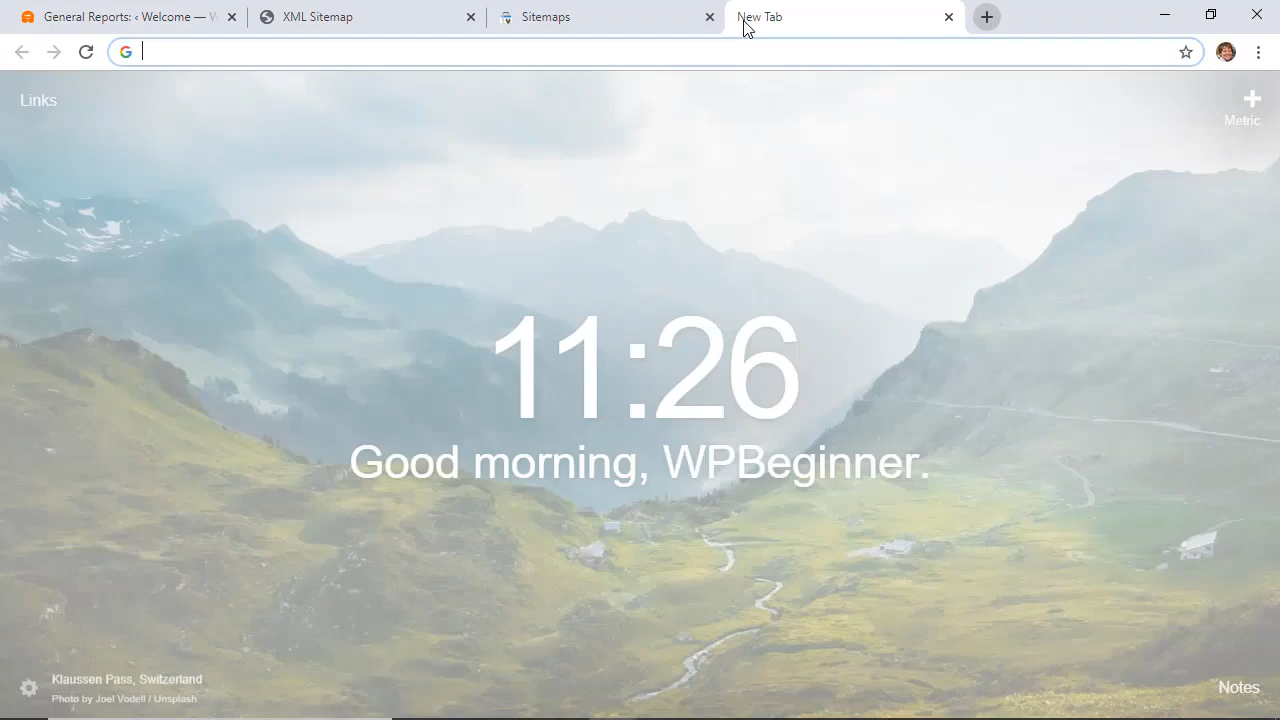 General Reports: ‹ Welcome — W
XML Sitemap
Sitemaps
New Tab
Links
Metric
11:26
Good morning, WPBeginner.
Klaussen Pass, Switzerland
Photo by Joel Vodell / Unsplash
Notes